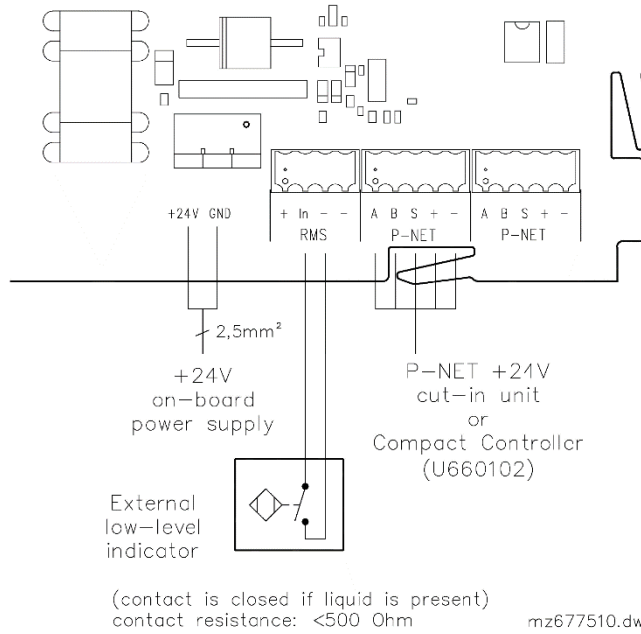 +24V GND
+ In - -
A B S + -
A B S + -
RMS
P-NET
P-NET
2,5mm²
+24V
on-board
power supply
P-NET +24V
cut-in unit
or
Compact Controller
(U660102)
External
low-level
indicator
(contact is closed if liquid is present)
contact resistance: <500 Ohm
mz677510.dw